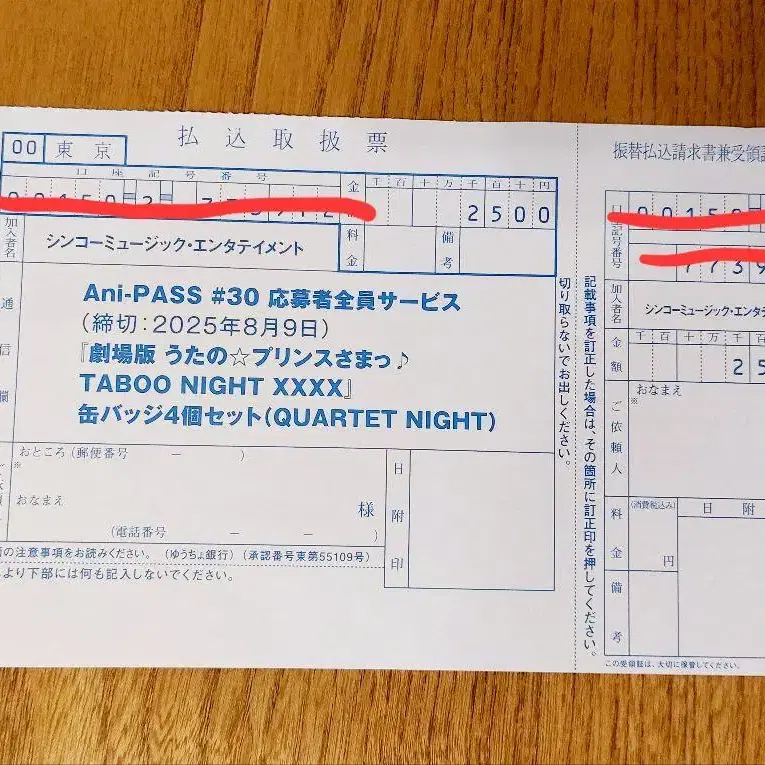 払込取扱票
00 東京
口座記号番号
金
千百十万千百十円
2500
加入者名
シンコーミュージック・エンタテイメント
料金
備考
通信欄
Ani-PASS #30 応募者全員サービス
(締切:2025年8月9日)
『劇場版 うたの☆プリンスさまっ♪
TABOO NIGHT XXXX』
缶バッジ4個セット(QUARTET NIGHT)
おところ(郵便番号 ー )
※
おなまえ
様
(電話番号 ー ー )
日附印
の注意事項をお読みください。(ゆうちょ銀行)(承認番号東第55109号)
より下部には何も記入しないでください。
切り取らないでお出しください。
記載事項を訂正した場合は、その箇所に訂正印を押してください。
振替払込請求書兼受領
記号番号
加入者名
シンコーミュージック・エンタ
金額
千百十万千百
25
おなまえ
※
ご依頼人
料金
(消費税込み)
円
日附
備考
この受領証は、大切に保管してください。